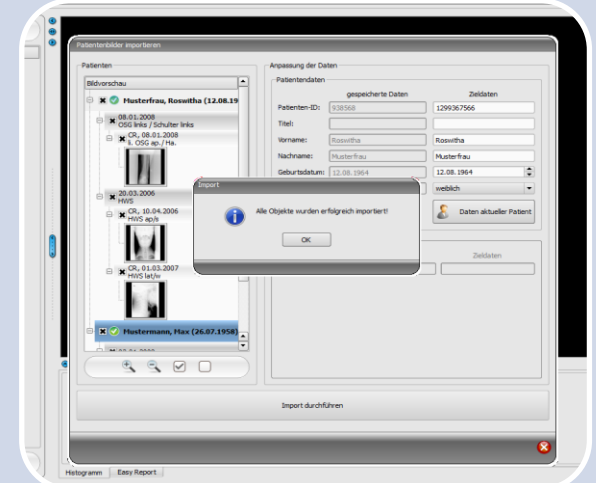 Patientenbilder importieren
Patienten
Bildvorschau
Musterfrau, Roswitha (12.08.19
08.01.2008
OSG links / Schulter links
CR, 08.01.2008
li. OSG ap./Ha.
20.03.2006
HWS
CR, 10.04.2006
HWS ap/s
CR, 01.03.2007
HWS lat/w
Mustermann, Max (26.07.1958)
Anpassung der Daten
Patientendaten
gespeicherte Daten Zieldaten
Patienten-ID: 938568 1299367566
Titel:
Vorname: Roswitha Roswitha
Nachname: Musterfrau Musterfrau
Geburtsdatum: 12.08.1964 12.08.1964
weiblich
Daten aktueller Patient
Zieldaten
Import
Alle Objekte wurden erfolgreich importiert!
OK
Import durchführen
Histogramm Easy Report